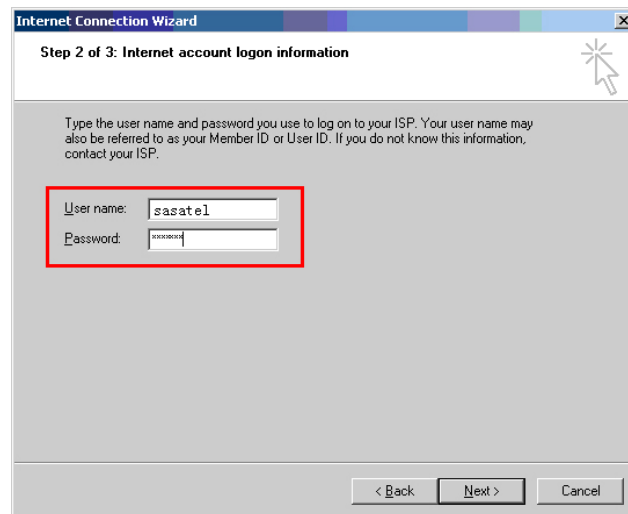 Internet Connection Wizard
Step 2 of 3: Internet account logon information
Type the user name and password you use to log on to your ISP. Your user name may
also be referred to as your Member ID or User ID. If you do not know this information,
contact your ISP.
User name: sasatel
Password: *******
< Back Next > Cancel